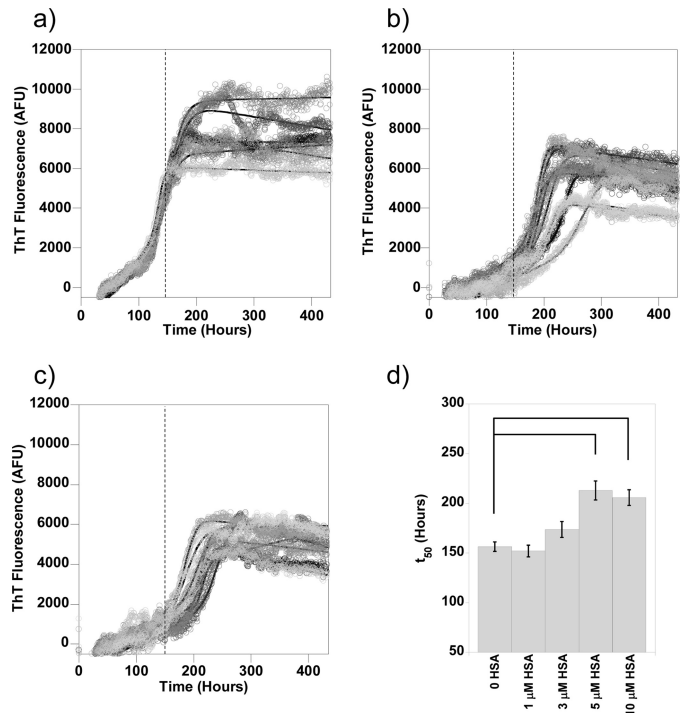 a)
12000
10000
8000
6000
4000
2000
0
ThT Fluorescence (AFU)
0 100 200 300 400
Time (Hours)
b)
12000
10000
8000
6000
4000
2000
0
ThT Fluorescence (AFU)
0 100 200 300 400
Time (Hours)
c)
12000
10000
8000
6000
4000
2000
0
ThT Fluorescence (AFU)
0 100 200 300 400
Time (Hours)
d)
300
250
200
150
100
50
t50 (Hours)
0 HSA
1 µM HSA
3 µM HSA
5 µM HSA
10 µM HSA